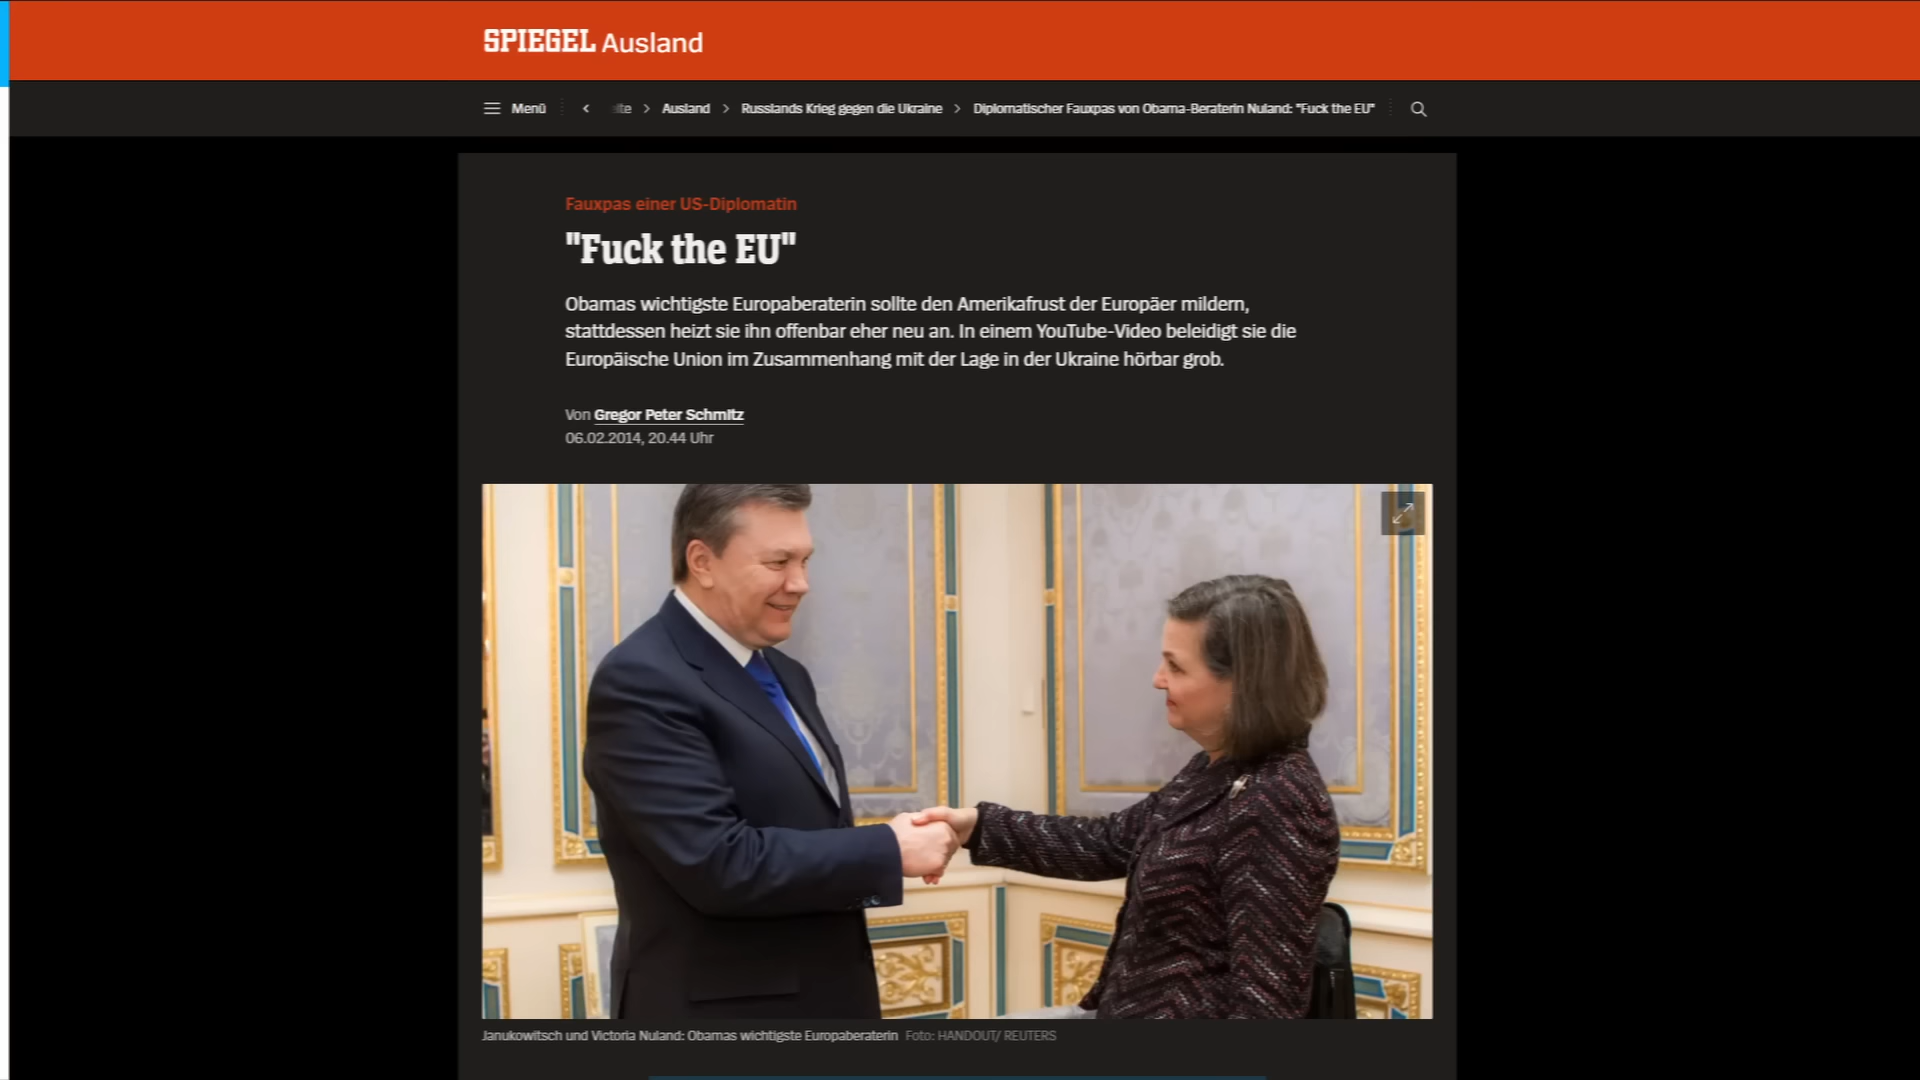 SPIEGEL Ausland
Menü
Ausland
Russlands Krieg gegen die Ukraine
Diplomatischer Fauxpas von Obama-Beraterin Nuland: "Fuck the EU"
Fauxpas einer US-Diplomatin
"Fuck the EU"
Obamas wichtigste Europaberaterin sollte den Amerikafrust der Europäer mildern,
stattdessen heizt sie ihn offenbar eher neu an. In einem YouTube-Video beleidigt sie die
Europäische Union im Zusammenhang mit der Lage in der Ukraine hörbar grob.
Von Gregor Peter Schmitz
06.02.2014, 20.44 Uhr
Janukowitsch und Victoria Nuland: Obamas wichtigste Europaberaterin Foto: HANDOUT/ REUTERS